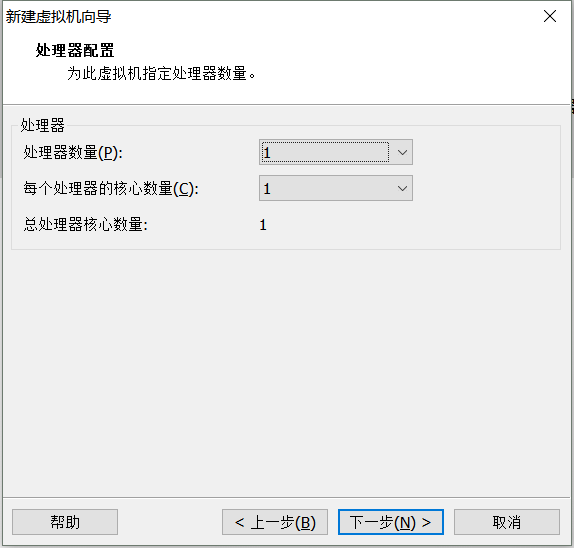 新建虚拟机向导
处理器配置
为此虚拟机指定处理器数量。
处理器
处理器数量(P): 1
每个处理器的核心数量(C): 1
总处理器核心数量: 1
帮助 < 上一步(B) 下一步(N) > 取消